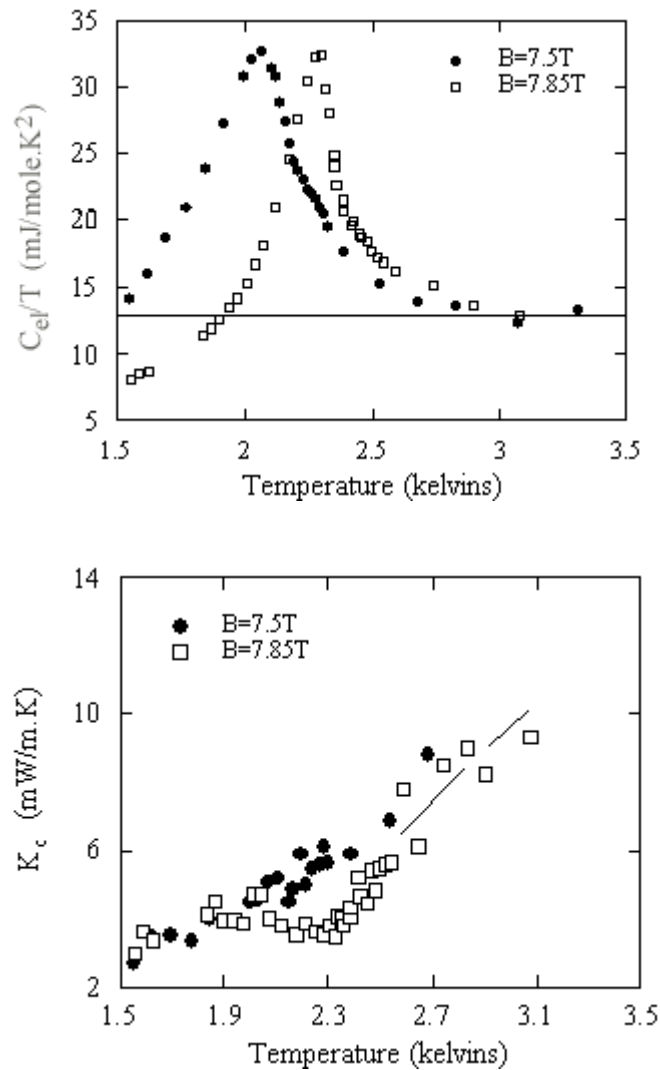 35
30
25
20
15
10
5
C_el/T (mJ/mole.K²)
B=7.5T
B=7.85T
1.5 2 2.5 3 3.5
Temperature (kelvins)
14
10
6
2
K_c (mW/m.K)
B=7.5T
B=7.85T
1.5 1.9 2.3 2.7 3.1 3.5
Temperature (kelvins)